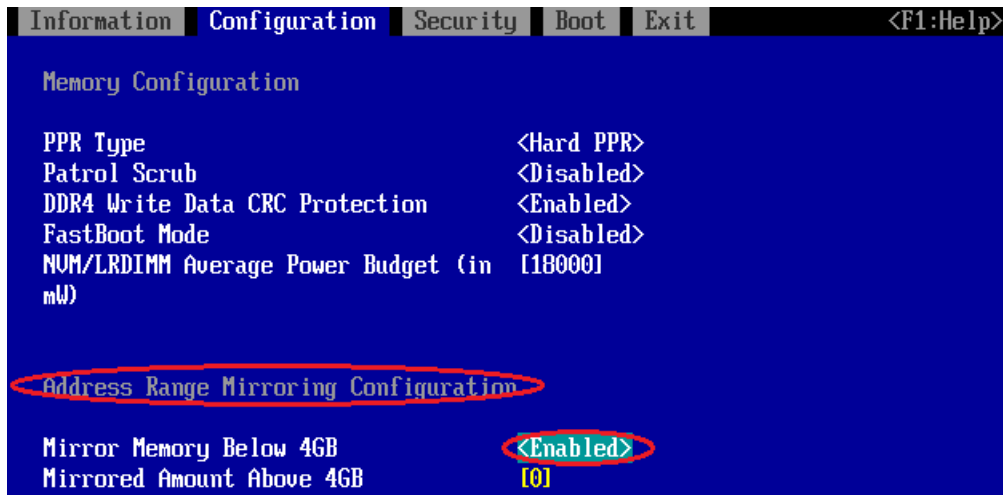 Information Configuration Security Boot Exit <F1:Help>
Memory Configuration
PPR Type <Hard PPR>
Patrol Scrub <Disabled>
DDR4 Write Data CRC Protection <Enabled>
FastBoot Mode <Disabled>
NVM/LRDIMM Average Power Budget (in [18000]
mW)
Address Range Mirroring Configuration
Mirror Memory Below 4GB <Enabled>
Mirrored Amount Above 4GB [0]